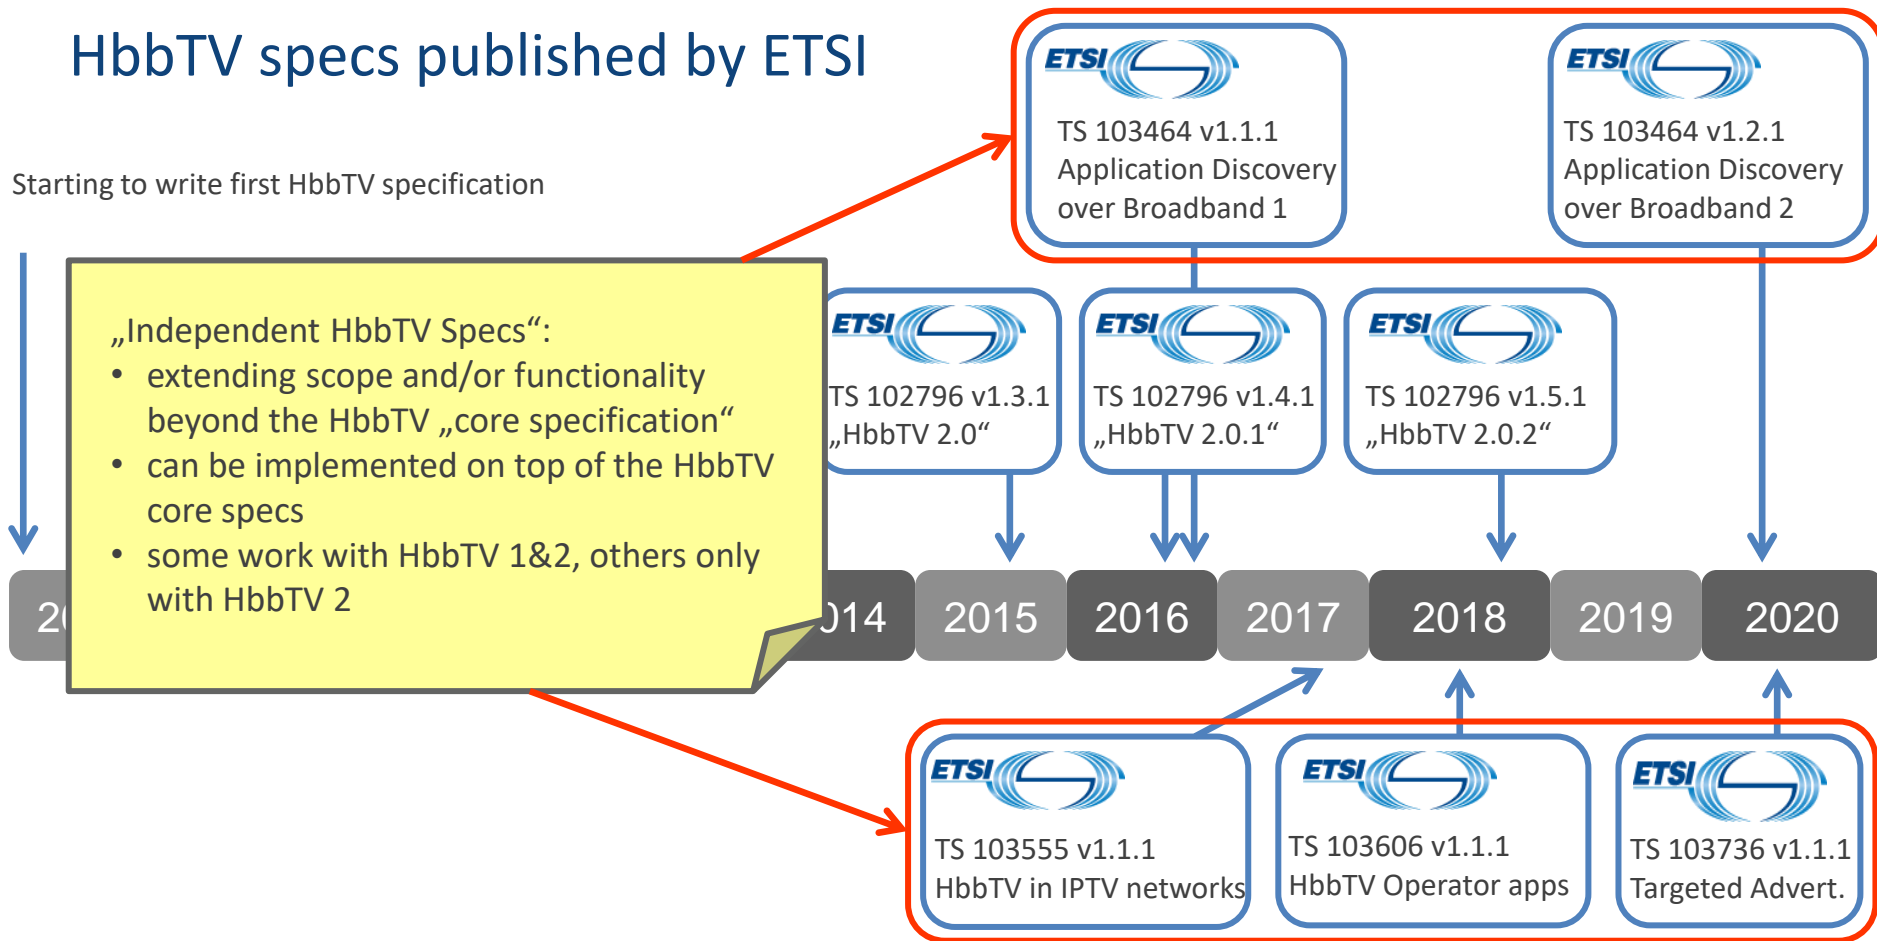 HbbTV specs published by ETSI
Starting to write first HbbTV specification
ETSI
TS 103464 v1.1.1
Application Discovery
over Broadband 1
ETSI
TS 103464 v1.2.1
Application Discovery
over Broadband 2
„Independent HbbTV Specs“:
• extending scope and/or functionality
beyond the HbbTV „core specification“
• can be implemented on top of the HbbTV
core specs
• some work with HbbTV 1&2, others only
with HbbTV 2
ETSI
TS 102796 v1.3.1
„HbbTV 2.0“
ETSI
TS 102796 v1.4.1
„HbbTV 2.0.1“
ETSI
TS 102796 v1.5.1
„HbbTV 2.0.2“
2015 2016 2017 2018 2019 2020
ETSI
TS 103555 v1.1.1
HbbTV in IPTV networks
ETSI
TS 103606 v1.1.1
HbbTV Operator apps
ETSI
TS 103736 v1.1.1
Targeted Advert.